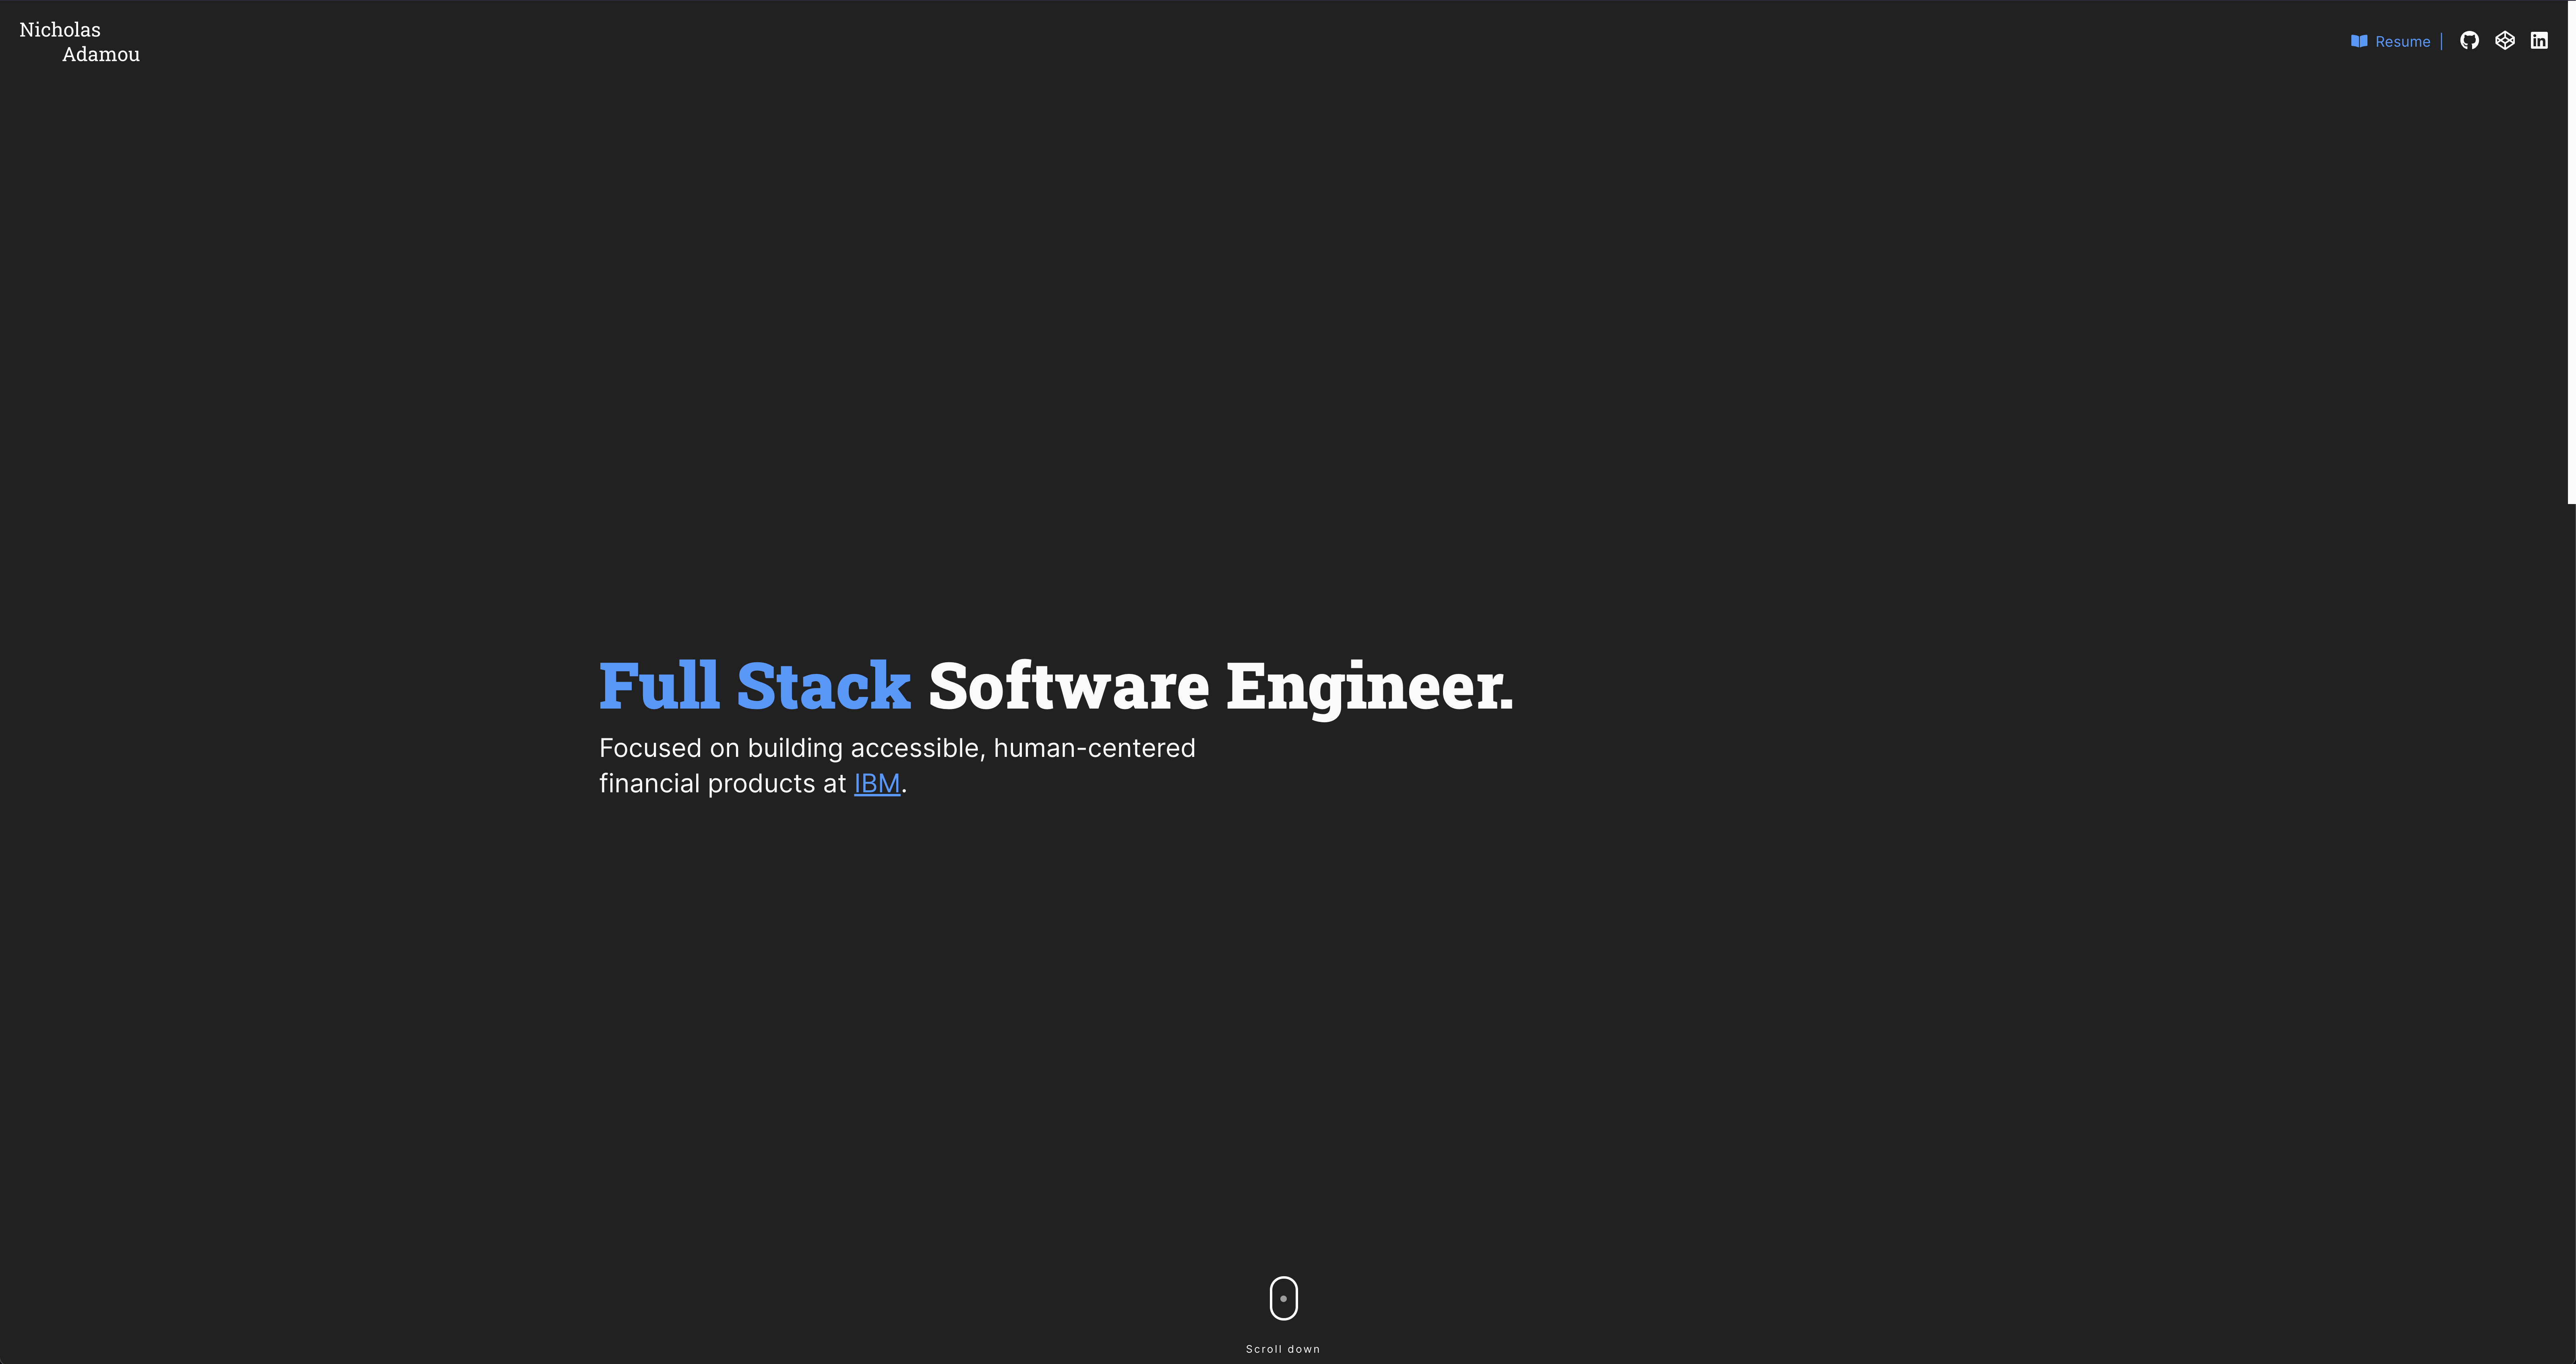 Nicholas
Adamou
Resume
in
Full Stack Software Engineer.
Focused on building accessible, human-centered
financial products at IBM.
Scroll down